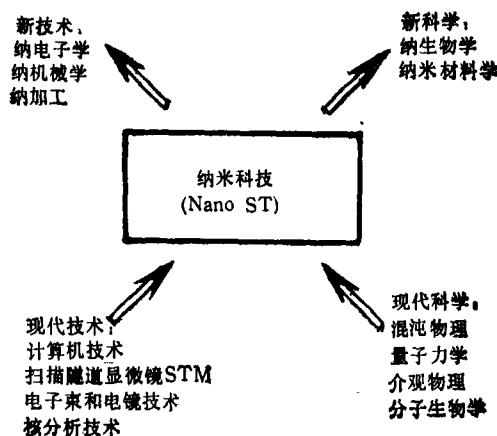 新技术：
纳电子学
纳机械学
纳加工
新科学：
纳生物学
纳米材料学
纳米科技
(Nano ST)
现代技术：
计算机技术
扫描隧道显微镜STM
电子束和电镜技术
核分析技术
现代科学：
混沌物理
量子力学
介观物理
分子生物学